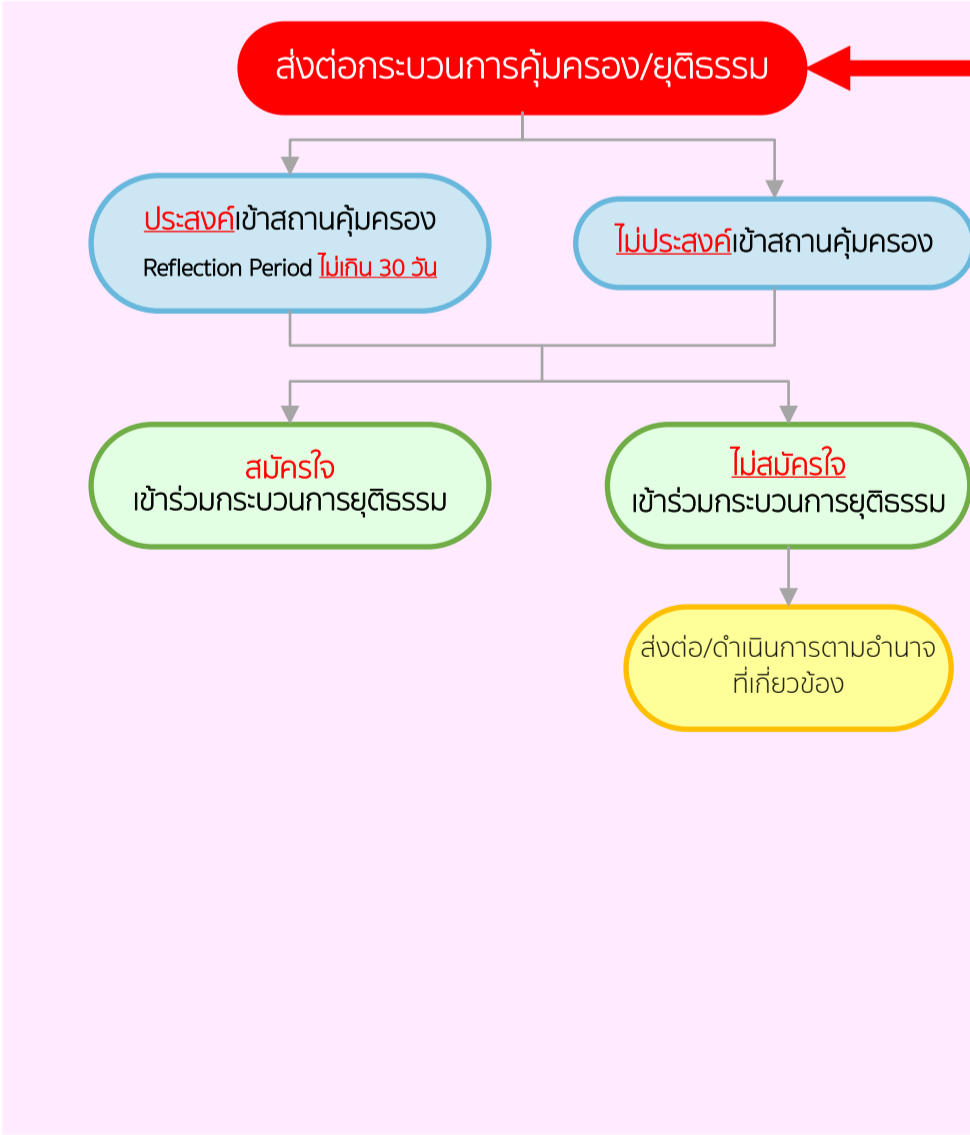 ส่งต่อกระบวนการคุ้มครอง/ยุติธรรม
ประสงค์เข้าสถานคุ้มครอง
Reflection Period ไม่เกิน 30 วัน
ไม่ประสงค์เข้าสถานคุ้มครอง
สมัครใจ
เข้าร่วมกระบวนการยุติธรรม
ไม่สมัครใจ
เข้าร่วมกระบวนการยุติธรรม
ส่งต่อ/ดำเนินการตามอำนาจ
ที่เกี่ยวข้อง